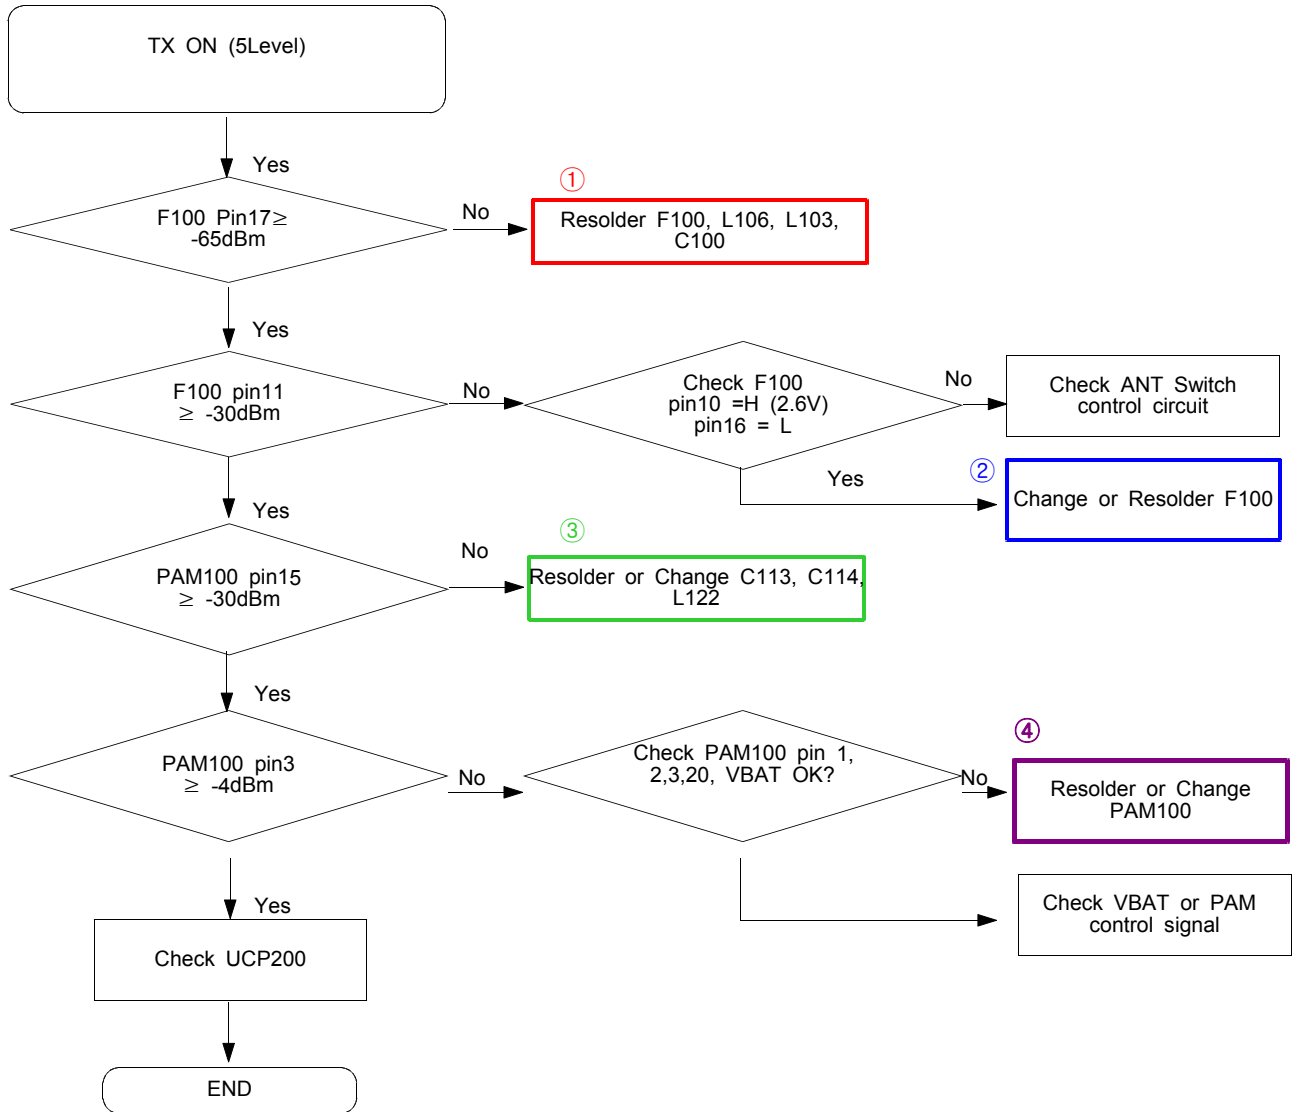 TX ON (5Level)
Yes
F100 Pin17≥
-65dBm
No
①
Resolder F100, L106, L103,
C100
Yes
F100 pin11
≥ -30dBm
No
Check F100
pin10 =H (2.6V)
pin16 = L
No
Check ANT Switch
control circuit
Yes
②
Change or Resolder F100
Yes
PAM100 pin15
≥ -30dBm
No
③
Resolder or Change C113, C114,
L122
Yes
PAM100 pin3
≥ -4dBm
No
Check PAM100 pin 1,
2,3,20, VBAT OK?
No
④
Resolder or Change
PAM100
Check VBAT or PAM
control signal
Yes
Check UCP200
END